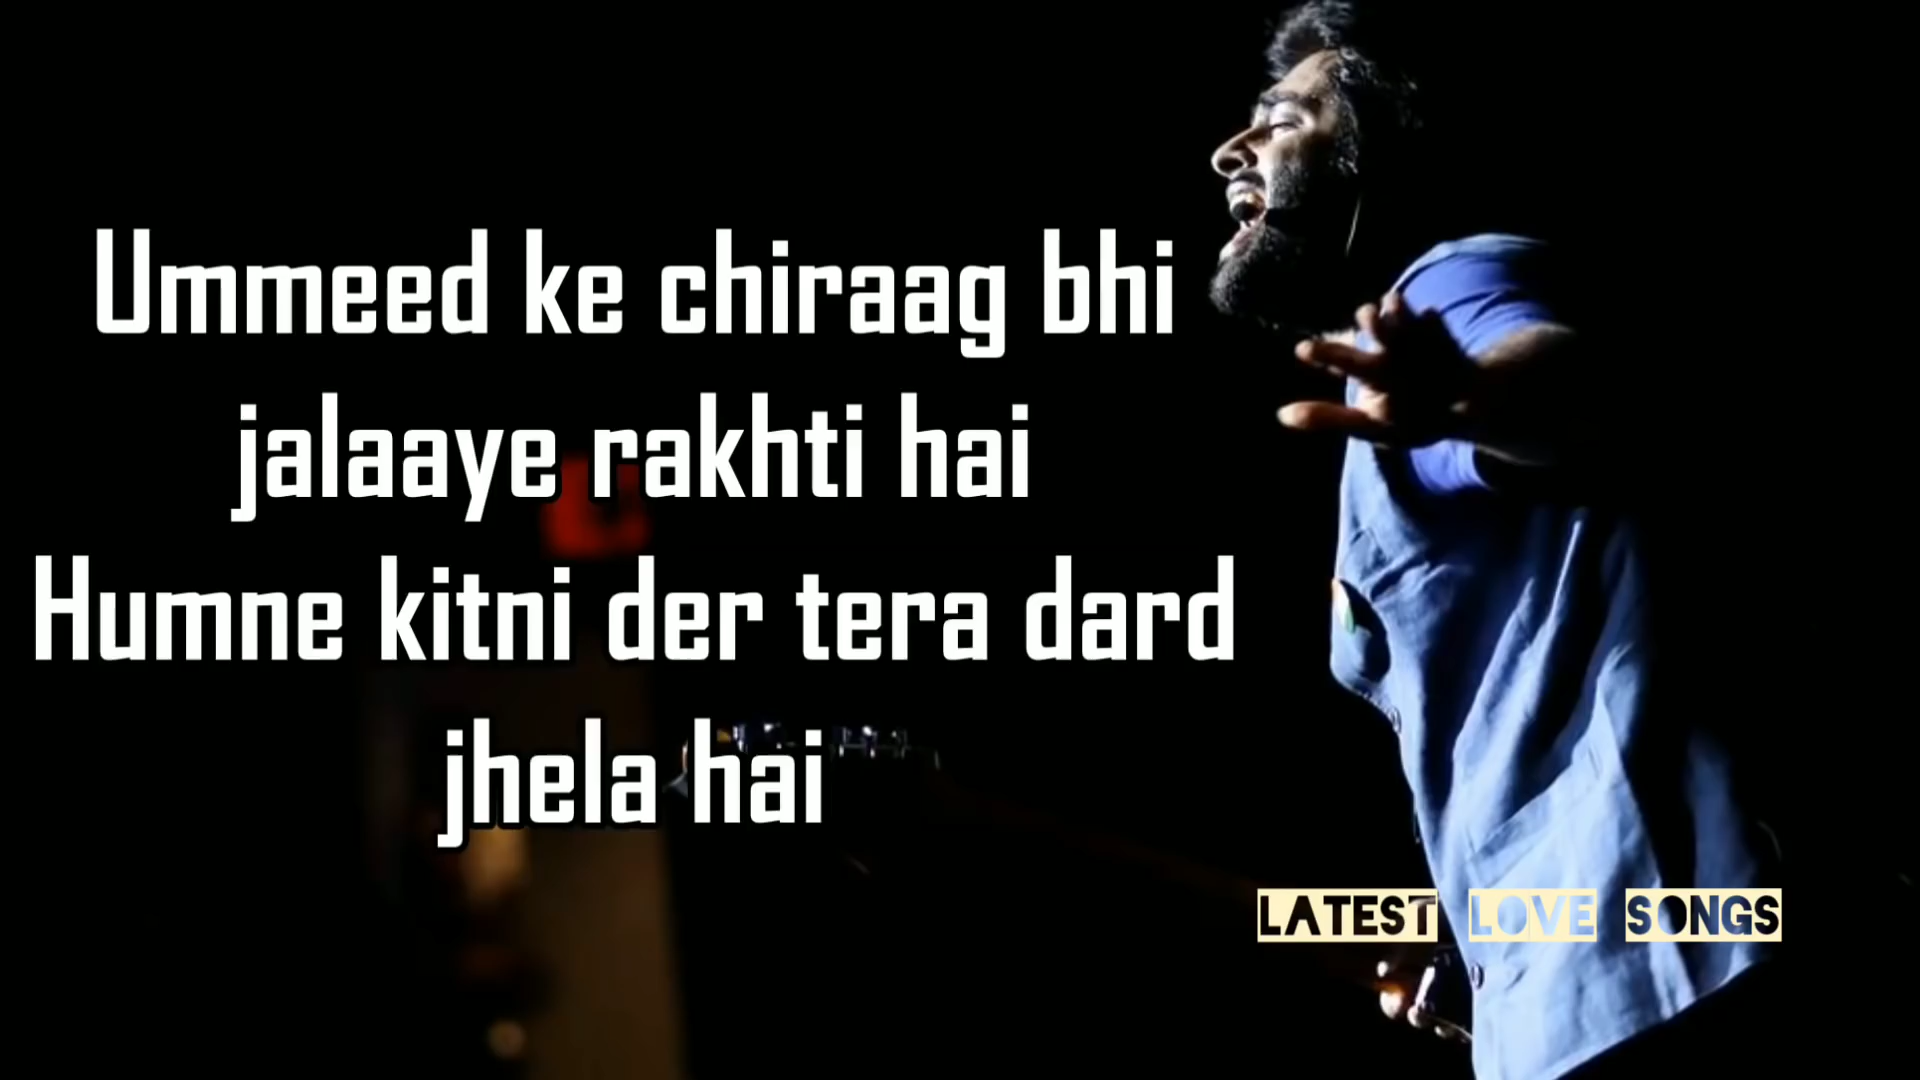 Ummeed ke chiraag bhi
jalaaye rakhti hai
Humne kitni der tera dard
jhela hai
LATEST LOVE SONGS